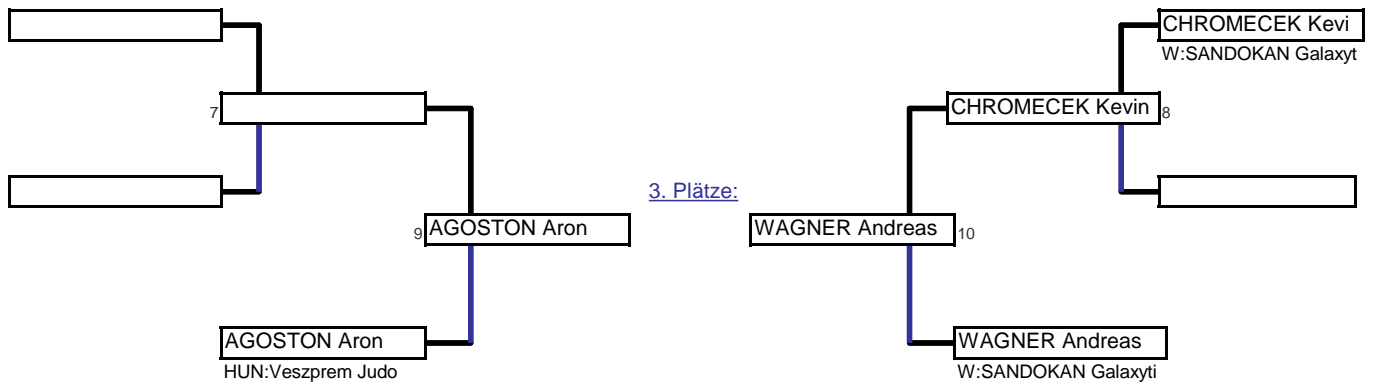 CHROMECEK Kevi
W:SANDOKAN Galaxyt
7
CHROMECEK Kevin 8
3. Plätze:
9 AGOSTON Aron
WAGNER Andreas 10
AGOSTON Aron
HUN:Veszprem Judo
WAGNER Andreas
W:SANDOKAN Galaxyti